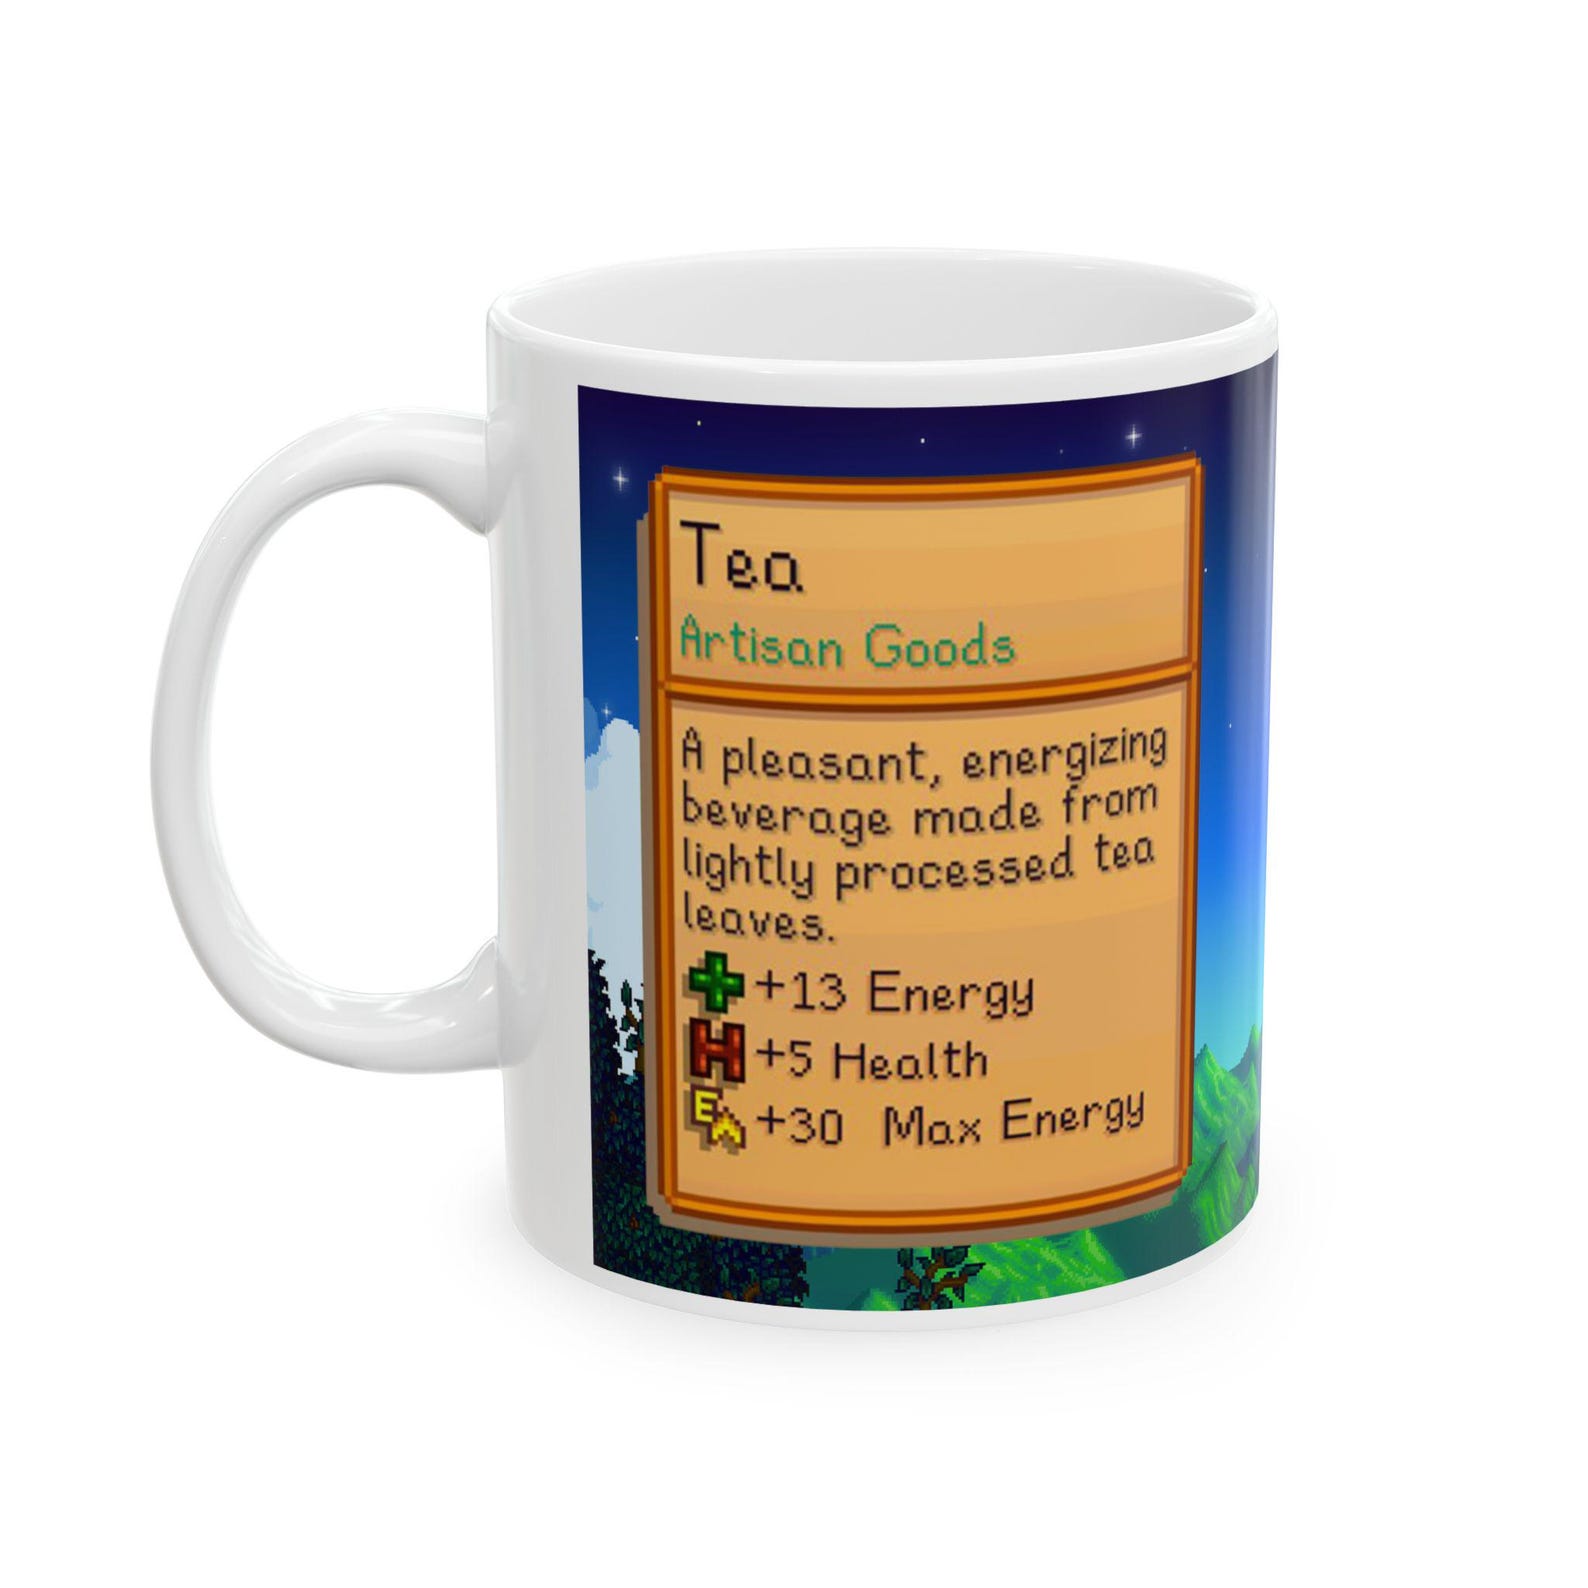 Tea
Artisan Goods
A pleasant, energizing
beverage made from
lightly processed tea
leaves.
+13 Energy
H +5 Health
E +30 Max Energy